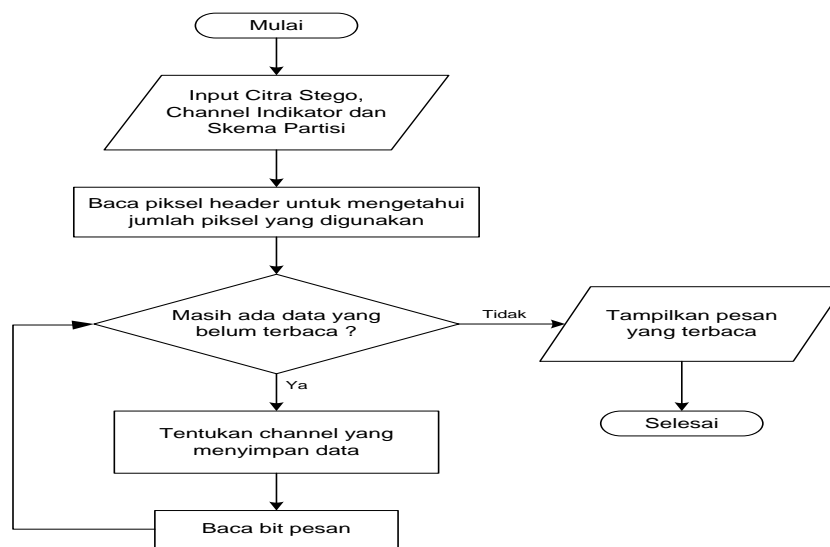 Mulai
Input Citra Stego,
Channel Indikator dan
Skema Partisi
Baca piksel header untuk mengetahui
jumlah piksel yang digunakan
Masih ada data yang
belum terbaca ?
Tidak
Tampilkan pesan
yang terbaca
Ya
Selesai
Tentukan channel yang
menyimpan data
Baca bit pesan